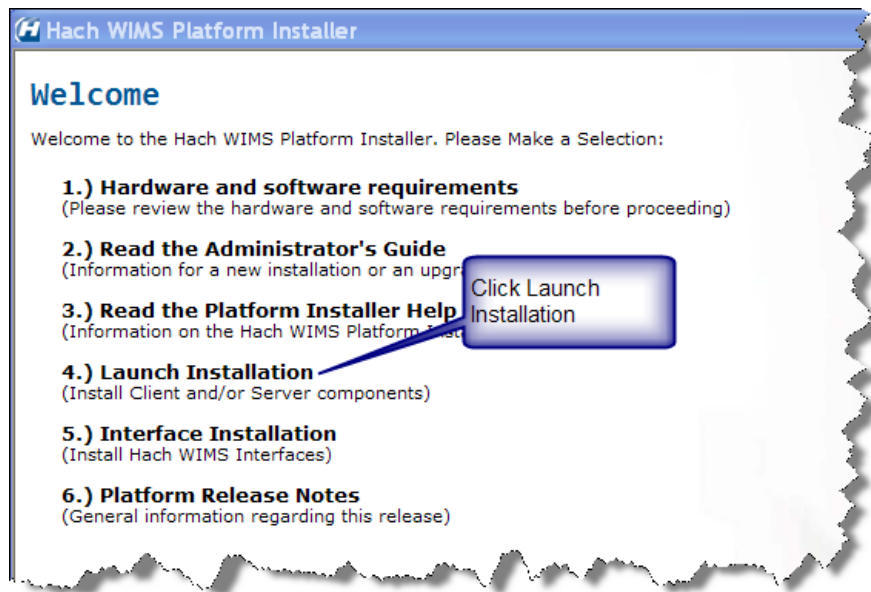 Hach WIMS Platform Installer
Welcome
Welcome to the Hach WIMS Platform Installer. Please Make a Selection:
1.) Hardware and software requirements
(Please review the hardware and software requirements before proceeding)
2.) Read the Administrator's Guide
(Information for a new installation or an
3.) Read the Platform Installer Help
(Information on the Hach WIMS Platform
Click Launch
Installation
4.) Launch Installation
(Install Client and/or Server components)
5.) Interface Installation
(Install Hach WIMS Interfaces)
6.) Platform Release Notes
(General information regarding this release)